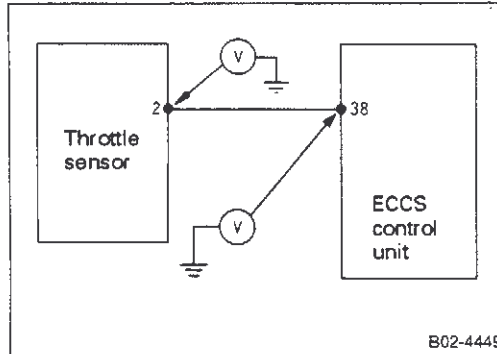 V
2
38
Throttle
sensor
V
ECCS
control
unit
B02-4449